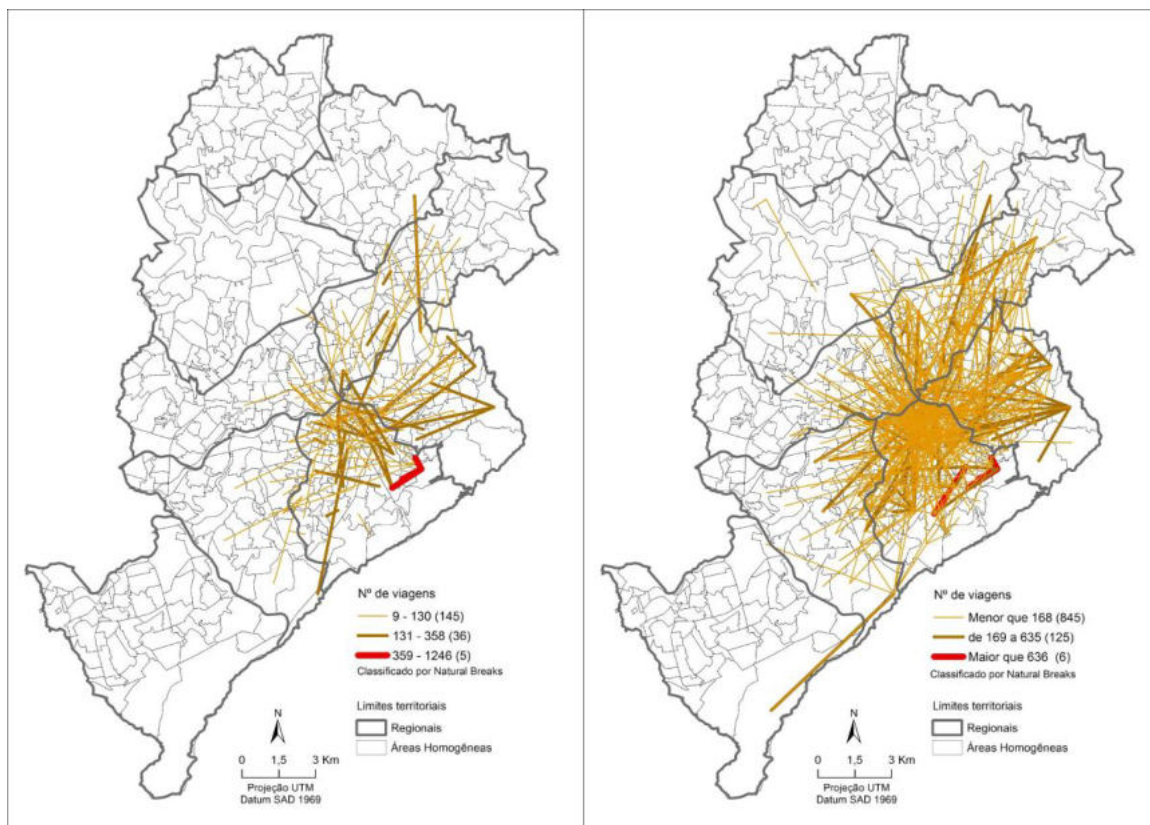 Nº de viagens
9 - 130 (145)
131 - 358 (36)
359 - 1246 (5)
Classificado por Natural Breaks
Limites territoriais
Regionais
Áreas Homogêneas
N
0 1,5 3 Km
Projeção UTM
Datum SAD 1969
Nº de viagens
Menor que 168 (845)
de 169 a 635 (125)
Maior que 636 (6)
Classificado por Natural Breaks
Limites territoriais
Regionais
Áreas Homogêneas
N
0 1,5 3 Km
Projeção UTM
Datum SAD 1969